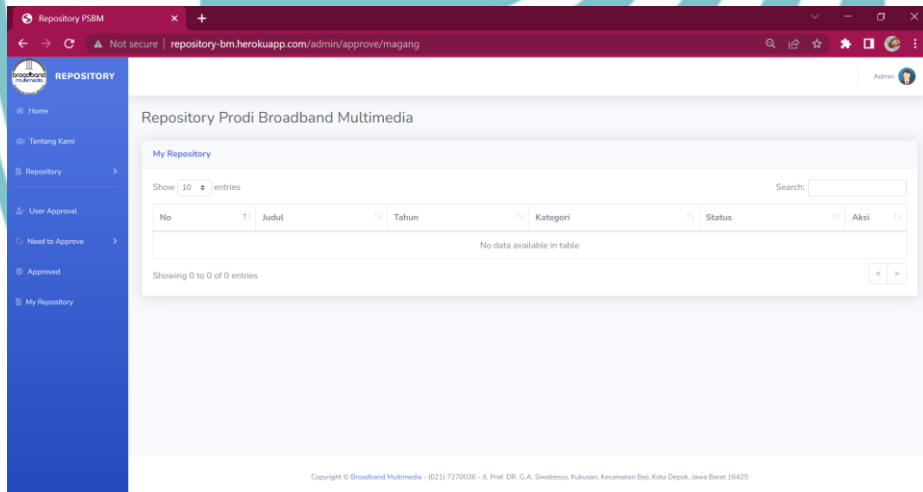 Repository PSBM
Not secure | repository-bm.herokuapp.com/admin/approve/magang
broadband
multimedia
REPOSITORY
Admin
Home
Tentang Kami
Repository
User Approval
Need to Approve
Approved
My Repository
Repository Prodi Broadband Multimedia
My Repository
Show 10 entries
Search:
No Judul Tahun Kategori Status Aksi
No data available in table
Showing 0 to 0 of 0 entries
< >
Copyright © Broadband Multimedia - (021) 7270036 - Jl. Prof. DR. G.A. Siwabessy, Kukusan, Kecamatan Beji, Kota Depok, Jawa Barat 16425